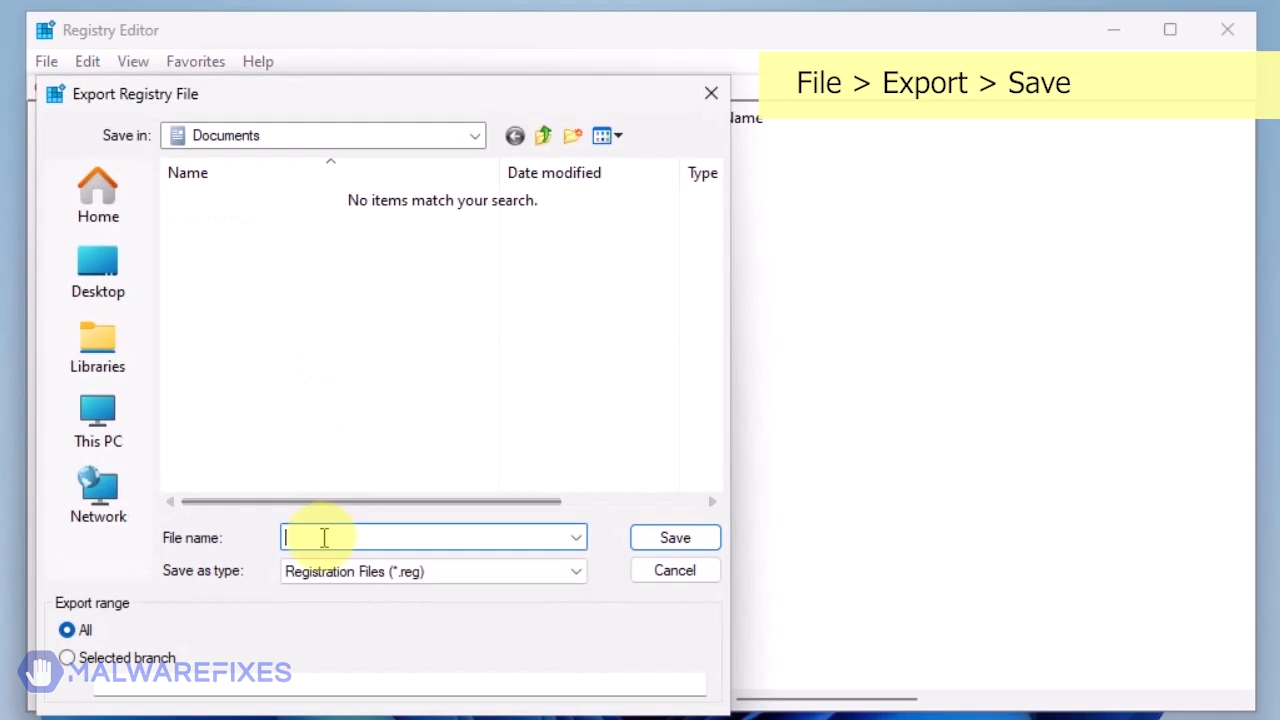 Registry Editor
File Edit View Favorites Help
File > Export > Save
Export Registry File
Name
Save in: Documents
Name Date modified Type
No items match your search.
Home
Desktop
Libraries
This PC
Network
File name: Save
Save as type: Registration Files (*.reg) Cancel
Export range
All
Selected branch
MALWAREFIXES